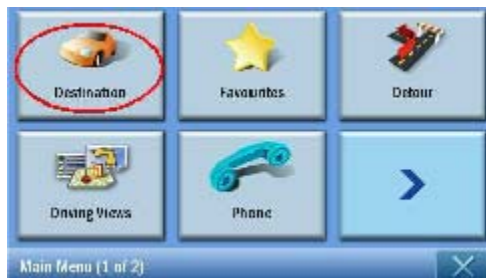 Destination
Favourites
Detour
Driving Views
Phone
Main Menu (1 of 2)